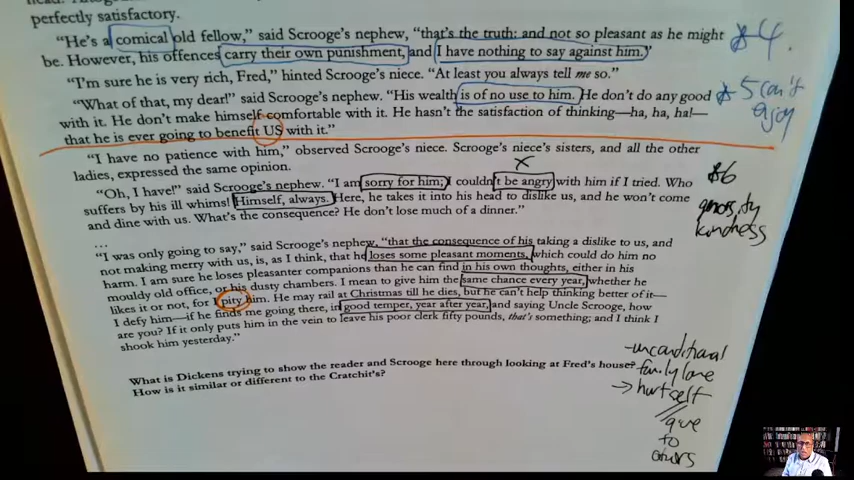 perfectly satisfactory.
"He's a comical old fellow," said Scrooge's nephew, "that's the truth: and not so pleasant as he might
be. However, his offences carry their own punishment, and I have nothing to say against him."
"I'm sure he is very rich, Fred," hinted Scrooge's niece. "At least you always tell me so."
"What of that, my dear!" said Scrooge's nephew. "His wealth is of no use to him. He don't do any good
with it. He don't make himself comfortable with it. He hasn't the satisfaction of thinking—ha, ha, ha!—
that he is ever going to benefit US with it."
"I have no patience with him," observed Scrooge's niece. Scrooge's niece's sisters, and all the other
ladies, expressed the same opinion.
"Oh, I have!" said Scrooge's nephew. "I am sorry for him; I couldn't be angry with him if I tried. Who
suffers by his ill whims! Himself, always. Here, he takes it into his head to dislike us, and he won't come
and dine with us. What's the consequence? He don't lose much of a dinner."
...
"I was only going to say," said Scrooge's nephew, "that the consequence of his taking a dislike to us, and
not making merry with us, is, as I think, that he loses some pleasant moments, which could do him no
harm. I am sure he loses pleasanter companions than he can find in his own thoughts, either in his
mouldy old office, or his dusty chambers. I mean to give him the same chance every year, whether he
likes it or not, for I pity him. He may rail at Christmas till he dies, but he can't help thinking better of it—
I defy him—if he finds me going there, in good temper, year after year, and saying Uncle Scrooge, how
are you? If it only puts him in the vein to leave his poor clerk fifty pounds, that's something; and I think I
shook him yesterday."
What is Dickens trying to show the reader and Scrooge here through looking at Fred's house?
How is it similar or different to the Cratchit's?
4.
5 can't
enjoy
6
generosity
kindness
-unconditional
family love
→ hurt self
//
give
to
others